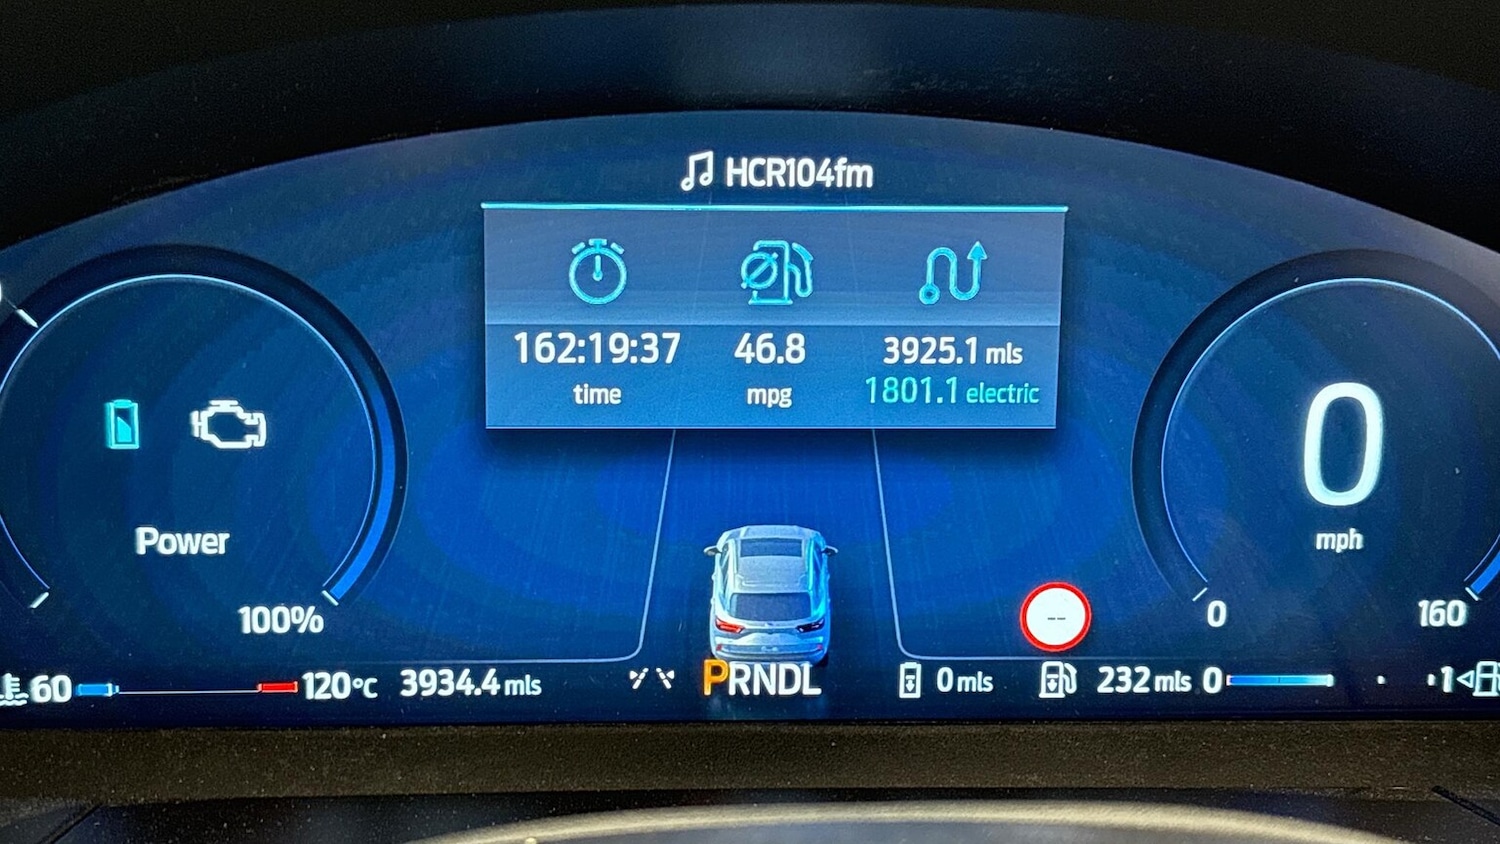 HCR104fm
162:19:37 46.8 3925.1 mls
time mpg 1801.1 electric
0
mph
Power
100%
--
0 160
60 120°C 3934.4 mls PRNDL 0 mls 232 mls 0 1